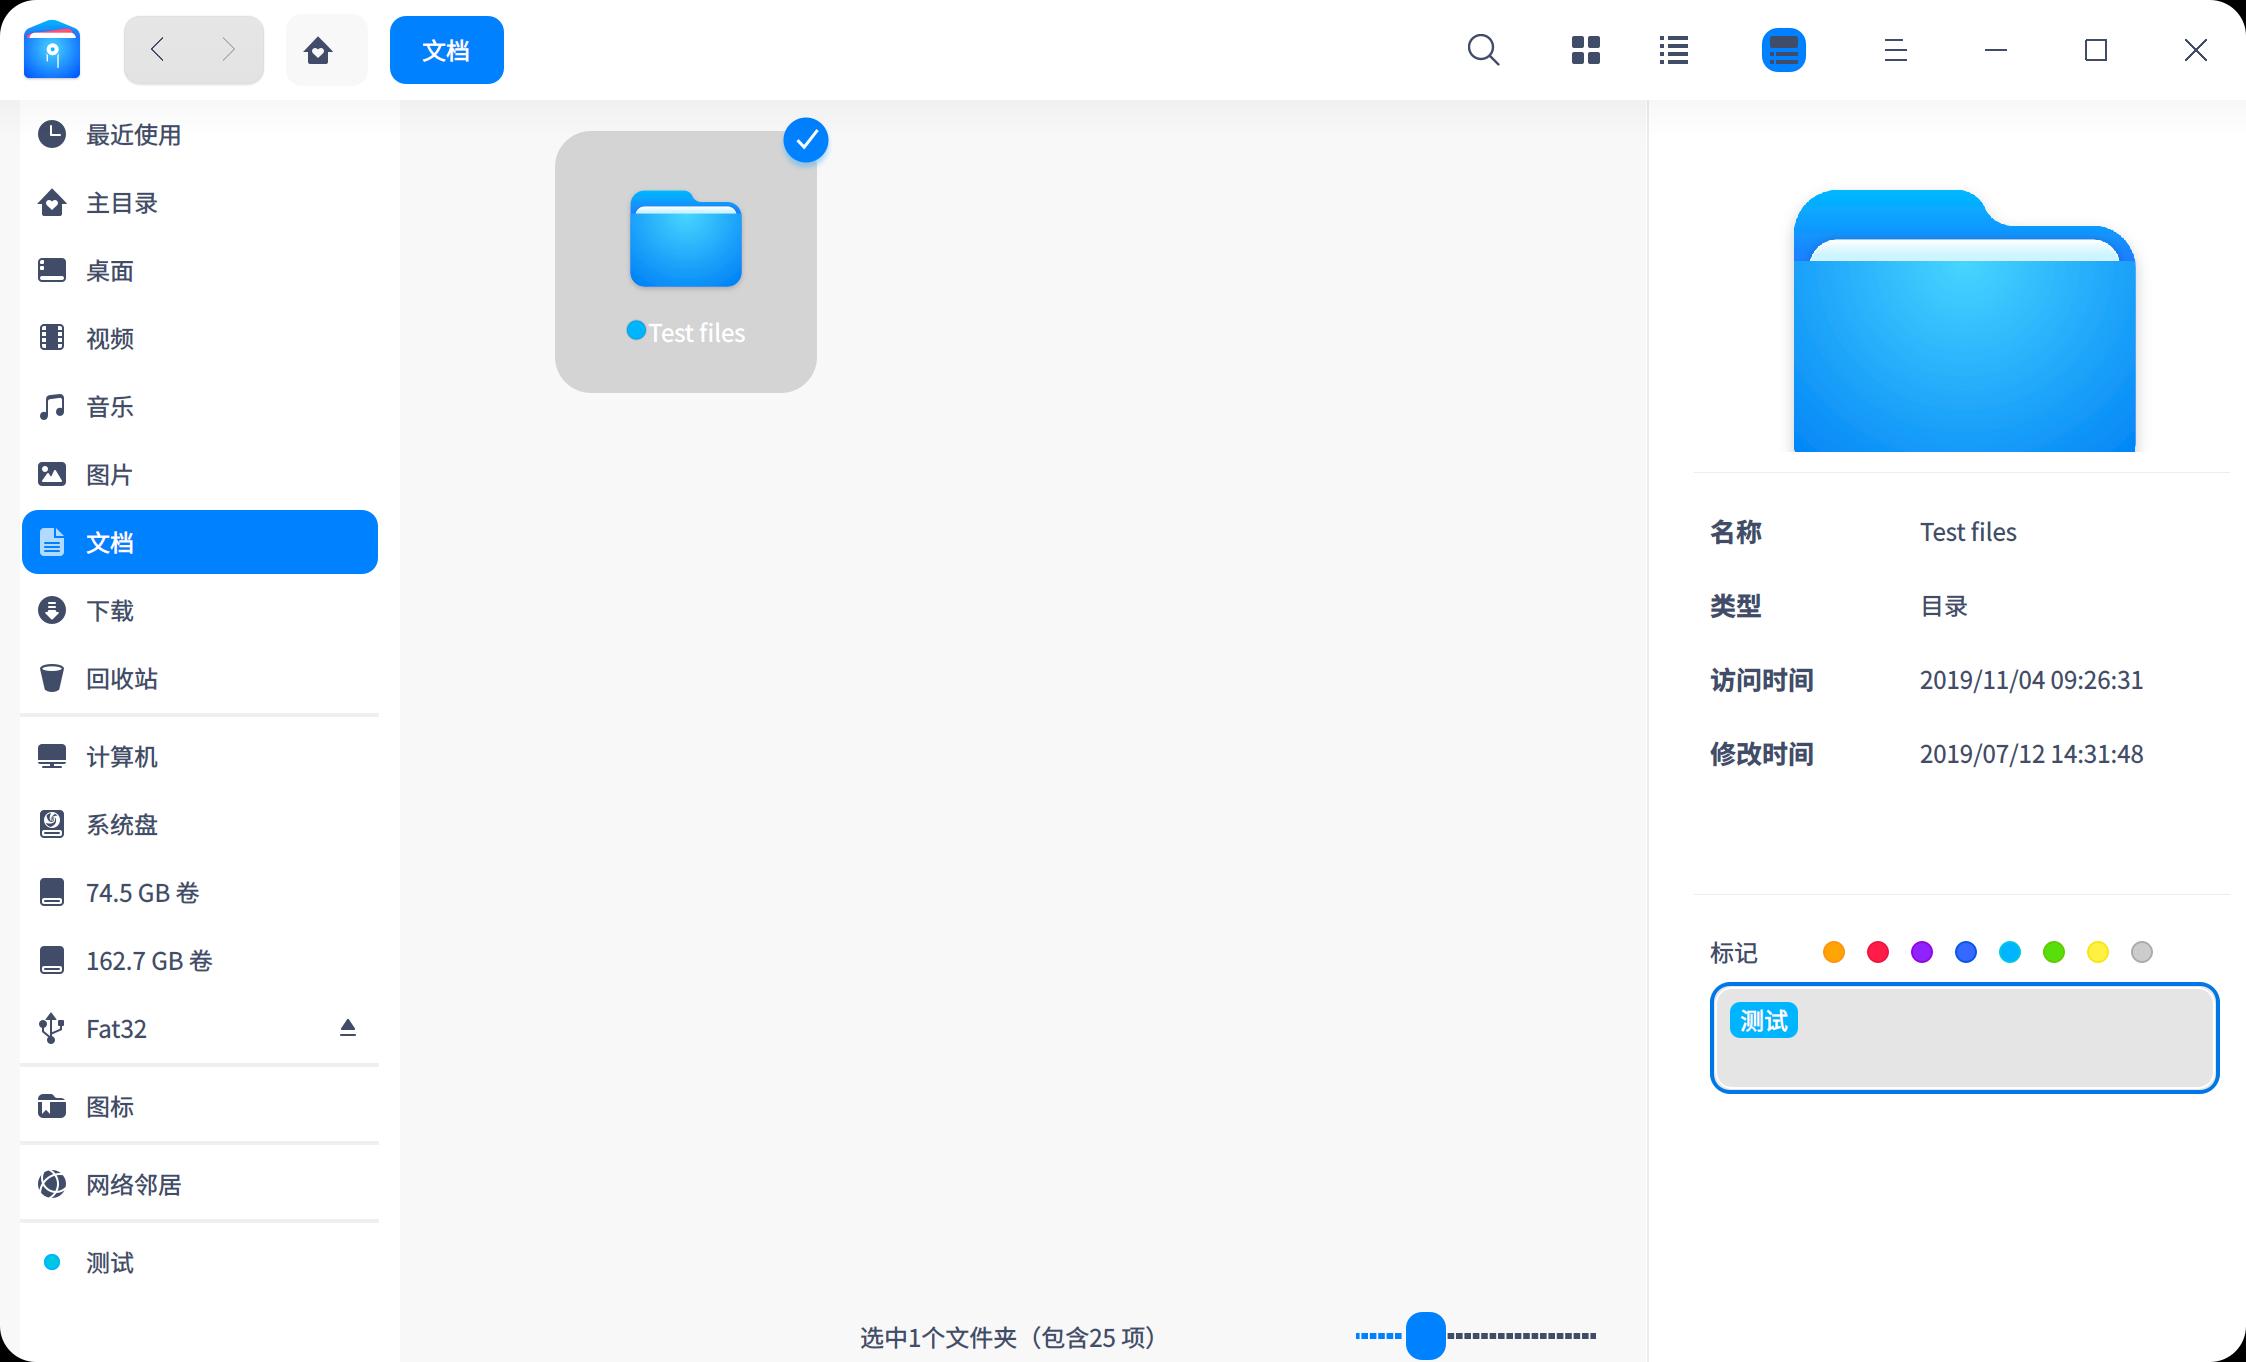 文档
最近使用
主目录
桌面
视频
音乐
图片
文档
下载
回收站
计算机
系统盘
74.5 GB 卷
162.7 GB 卷
Fat32
图标
网络邻居
测试
Test files
选中1个文件夹（包含25 项）
名称 Test files
类型 目录
访问时间 2019/11/04 09:26:31
修改时间 2019/07/12 14:31:48
标记
测试